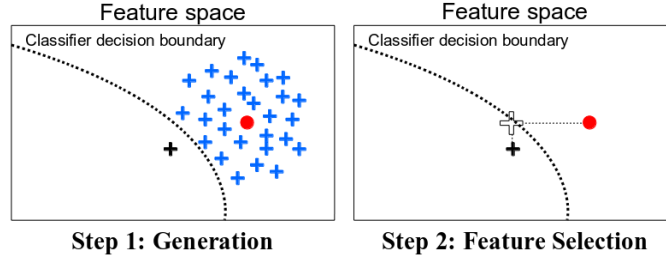 Feature space
Classifier decision boundary
Step 1: Generation
Feature space
Classifier decision boundary
Step 2: Feature Selection